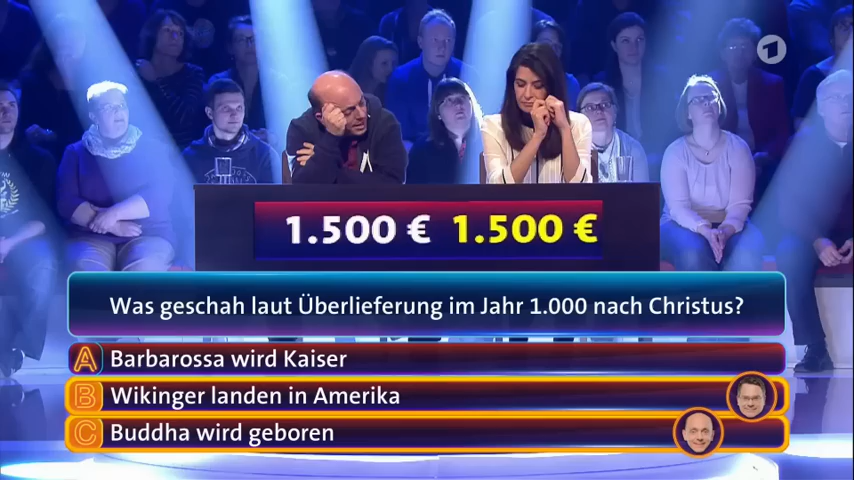 1
1.500 € 1.500 €
Was geschah laut Überlieferung im Jahr 1.000 nach Christus?
A Barbarossa wird Kaiser
B Wikinger landen in Amerika
C Buddha wird geboren